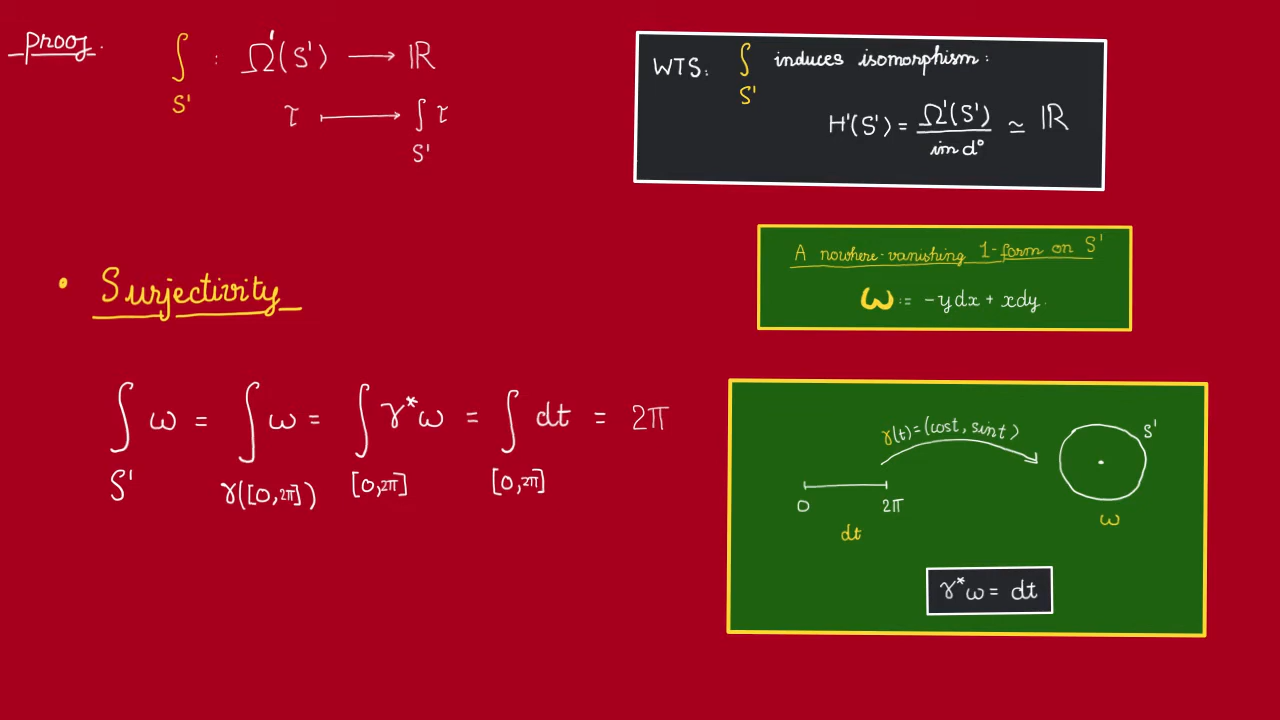 Proof.
∫ : Ω¹(S¹) ⟶ ℝ
S¹
τ ⟼ ∫ τ
S¹
WTS: ∫ induces isomorphism:
S¹
H¹(S¹) = Ω¹(S¹) / im d⁰ ≃ ℝ
A nowhere-vanishing 1-form on S¹
ω := -ydx + xdy.
• Surjectivity
∫ ω = ∫ ω = ∫ γ*ω = ∫ dt = 2π
S¹ γ([0,2π]) [0,2π] [0,2π]
γ(t)=(cost, sint)
S¹
0 2π
dt
ω
γ*ω = dt